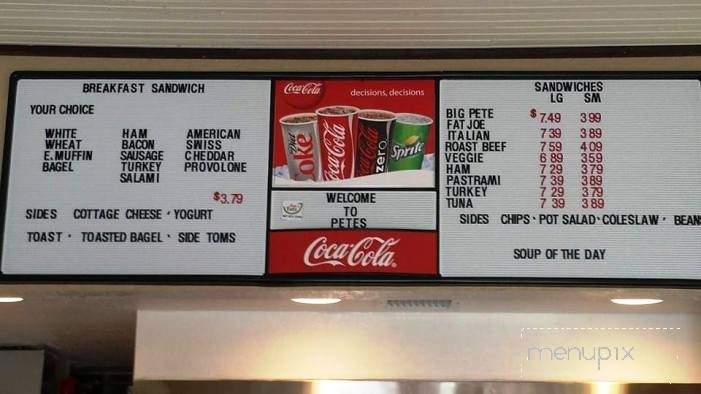 BREAKFAST SANDWICH
YOUR CHOICE
WHITE HAM AMERICAN
WHEAT BACON SWISS
E. MUFFIN SAUSAGE CHEDDAR
BAGEL TURKEY PROVOLONE
SALAMI
$3.79
SIDES COTTAGE CHEESE · YOGURT
TOAST · TOASTED BAGEL · SIDE TOMS
Coca-Cola decisions, decisions
Diet Coke Coca-Cola Coca-Cola zero Sprite
WELCOME
TO
PETES
Coca-Cola
SANDWICHES
LG SM
BIG PETE $7.49 3 99
FAT JOE
ITALIAN 7 39 3 89
ROAST BEEF 7 59 4 09
VEGGIE 6 89 3 59
HAM 7 29 3 79
PASTRAMI 7 39 3 89
TURKEY 7 29 3 79
TUNA 7 39 3 89
SIDES CHIPS · POT SALAD · COLESLAW · BEAN
SOUP OF THE DAY
menupix